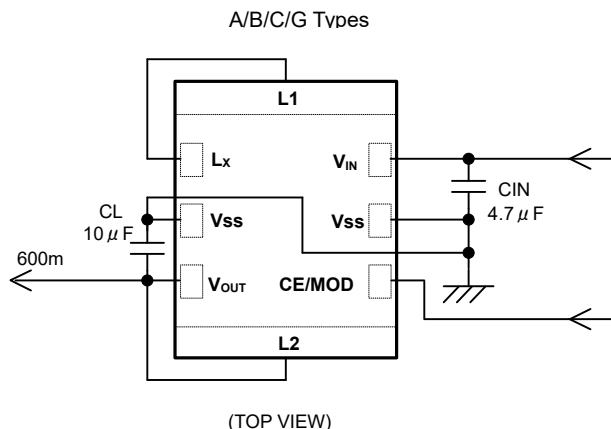 A/B/C/G Types
L1
Lx
VIN
CIN
4.7μF
CL
10μF
Vss
Vss
600m
VOUT
CE/MOD
L2
(TOP VIEW)